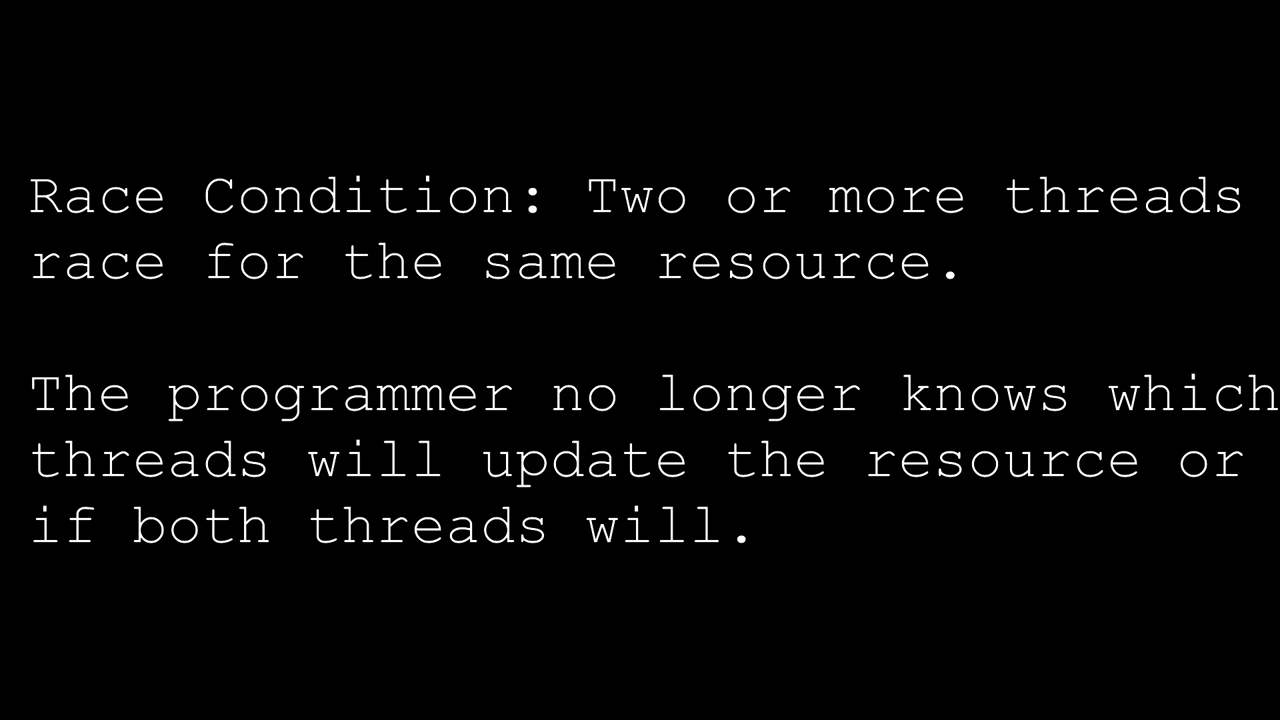 Race Condition: Two or more threads
race for the same resource.
The programmer no longer knows which
threads will update the resource or
if both threads will.